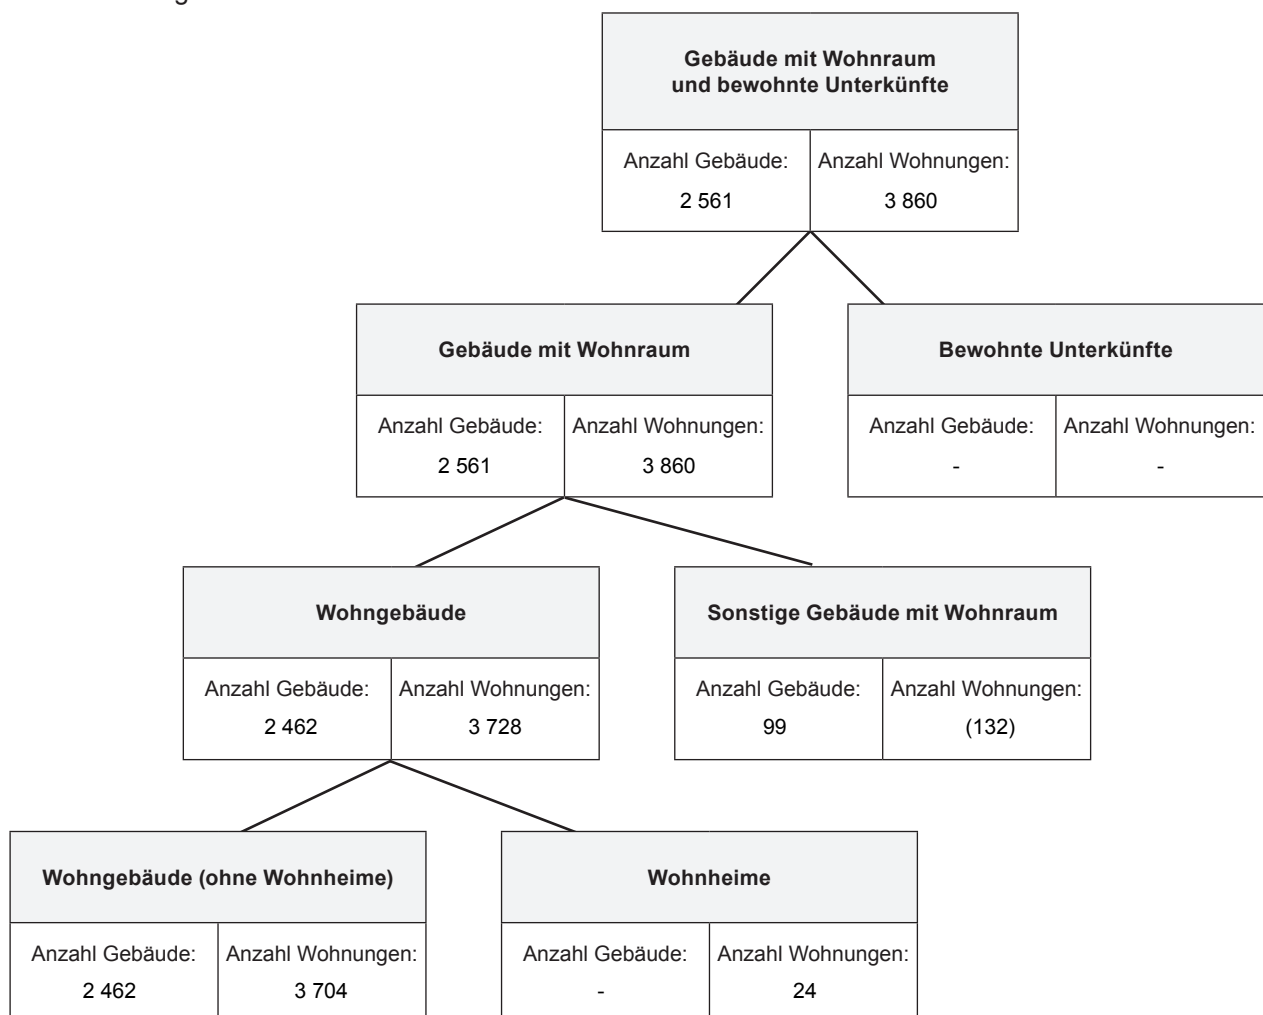 Gebäude mit Wohnraum
und bewohnte Unterkünfte
Anzahl Gebäude: Anzahl Wohnungen:
2 561 3 860
Gebäude mit Wohnraum
Anzahl Gebäude: Anzahl Wohnungen:
2 561 3 860
Bewohnte Unterkünfte
Anzahl Gebäude: Anzahl Wohnungen:
- -
Wohngebäude
Anzahl Gebäude: Anzahl Wohnungen:
2 462 3 728
Sonstige Gebäude mit Wohnraum
Anzahl Gebäude: Anzahl Wohnungen:
99 (132)
Wohngebäude (ohne Wohnheime)
Anzahl Gebäude: Anzahl Wohnungen:
2 462 3 704
Wohnheime
Anzahl Gebäude: Anzahl Wohnungen:
- 24